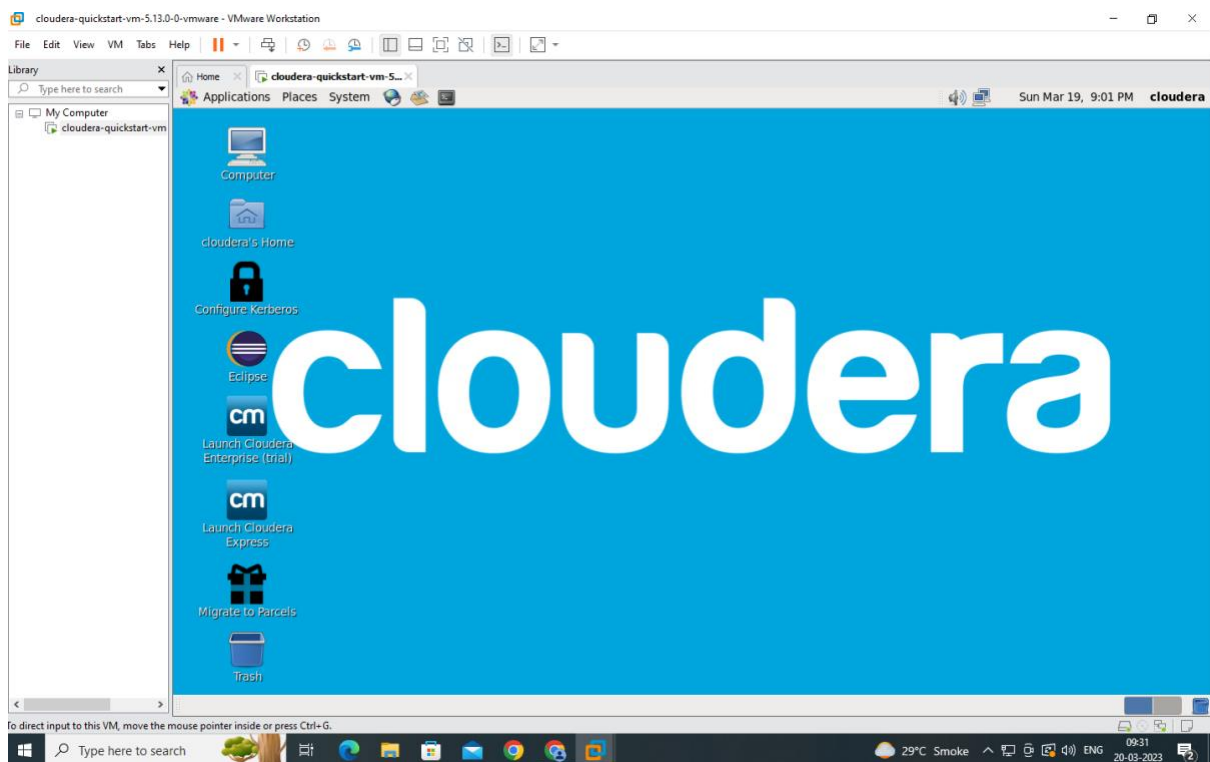 cloudera-quickstart-vm-5.13.0-0-vmware - VMware Workstation
File Edit View VM Tabs Help
Library
Type here to search
My Computer
cloudera-quickstart-vm
Home
cloudera-quickstart-vm-5...
Applications Places System
Sun Mar 19, 9:01 PM cloudera
Computer
cloudera's Home
Configure Kerberos
Eclipse
cm
Launch Cloudera
Enterprise (trial)
cm
Launch Cloudera
Express
Migrate to Parcels
Trash
cloudera
To direct input to this VM, move the mouse pointer inside or press Ctrl+G.
Type here to search
29°C Smoke
ENG
09:31
20-03-2023
2